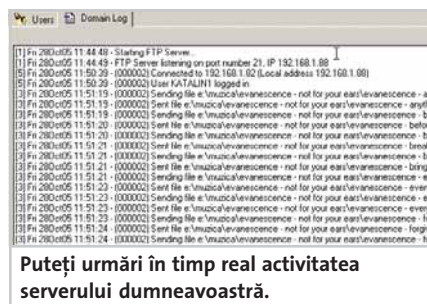 Users Domain Log
[1] Fri 28Oct05 11:44:48 - Starting FTP Server...
[1] Fri 28Oct05 11:44:49 - FTP Server listening on port number 21, IP 192.168.1.88
[5] Fri 28Oct05 11:50:39 - (000002) Connected to 192.168.1.82 (Local address 192.168.1.88)
[5] Fri 28Oct05 11:50:39 - (000002) User KATALIN1 logged in
[3] Fri 28Oct05 11:51:19 - (000002) Sending file e:\muzica\evanescence - not for your ears\evanescence - a
[3] Fri 28Oct05 11:51:19 - (000002) Sent file e:\muzica\evanescence - not for your ears\evanescence - anyt
[3] Fri 28Oct05 11:51:19 - (000002) Sending file e:\muzica\evanescence - not for your ears\evanescence - b
[3] Fri 28Oct05 11:51:20 - (000002) Sent file e:\muzica\evanescence - not for your ears\evanescence - befo
[3] Fri 28Oct05 11:51:20 - (000002) Sending file e:\muzica\evanescence - not for your ears\evanescence - b
[3] Fri 28Oct05 11:51:21 - (000002) Sent file e:\muzica\evanescence - not for your ears\evanescence - breal
[3] Fri 28Oct05 11:51:21 - (000002) Sending file e:\muzica\evanescence - not for your ears\evanescence - b
[3] Fri 28Oct05 11:51:21 - (000002) Sent file e:\muzica\evanescence - not for your ears\evanescence - bring
[3] Fri 28Oct05 11:51:21 - (000002) Sending file e:\muzica\evanescence - not for your ears\evanescence - e
[3] Fri 28Oct05 11:51:23 - (000002) Sent file e:\muzica\evanescence - not for your ears\evanescence - even
[3] Fri 28Oct05 11:51:23 - (000002) Sending file e:\muzica\evanescence - not for your ears\evanescence - e
[3] Fri 28Oct05 11:51:23 - (000002) Sent file e:\muzica\evanescence - not for your ears\evanescence - ever
[3] Fri 28Oct05 11:51:23 - (000002) Sending file e:\muzica\evanescence - not for your ears\evanescence - f
[3] Fri 28Oct05 11:51:24 - (000002) Sent file e:\muzica\evanescence - not for your ears\evanescence - forgi
[3] Fri 28Oct05 11:51:24 - (000002) Sending file e:\muzica\evanescence - not for your ears\evanescence - f
Puteți urmări în timp real activitatea
serverului dumneavoastră.